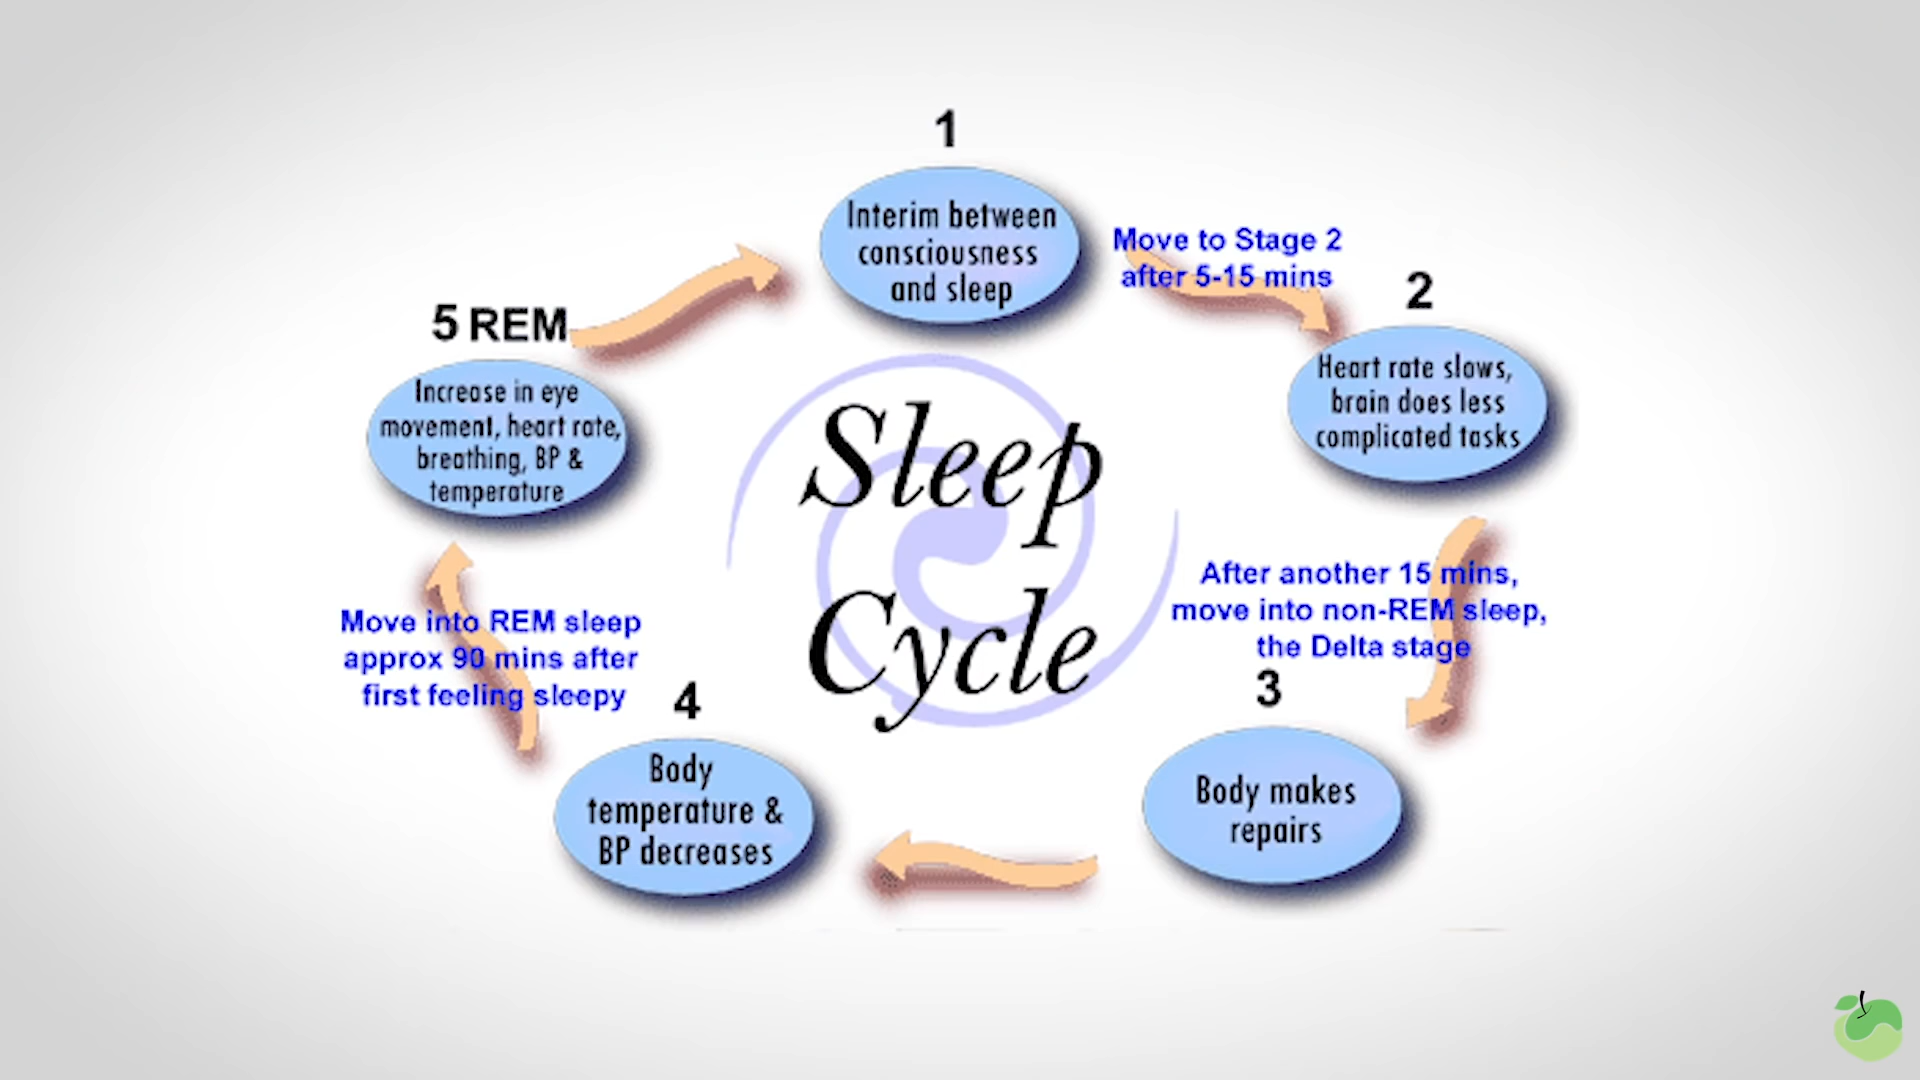 1
Interim between
consciousness
and sleep
Move to Stage 2
after 5-15 mins
2
Heart rate slows,
brain does less
complicated tasks
After another 15 mins,
move into non-REM sleep,
the Delta stage
3
Body makes
repairs
4
Body
temperature &
BP decreases
Move into REM sleep
approx 90 mins after
first feeling sleepy
5 REM
Increase in eye
movement, heart rate,
breathing, BP &
temperature
Sleep
Cycle